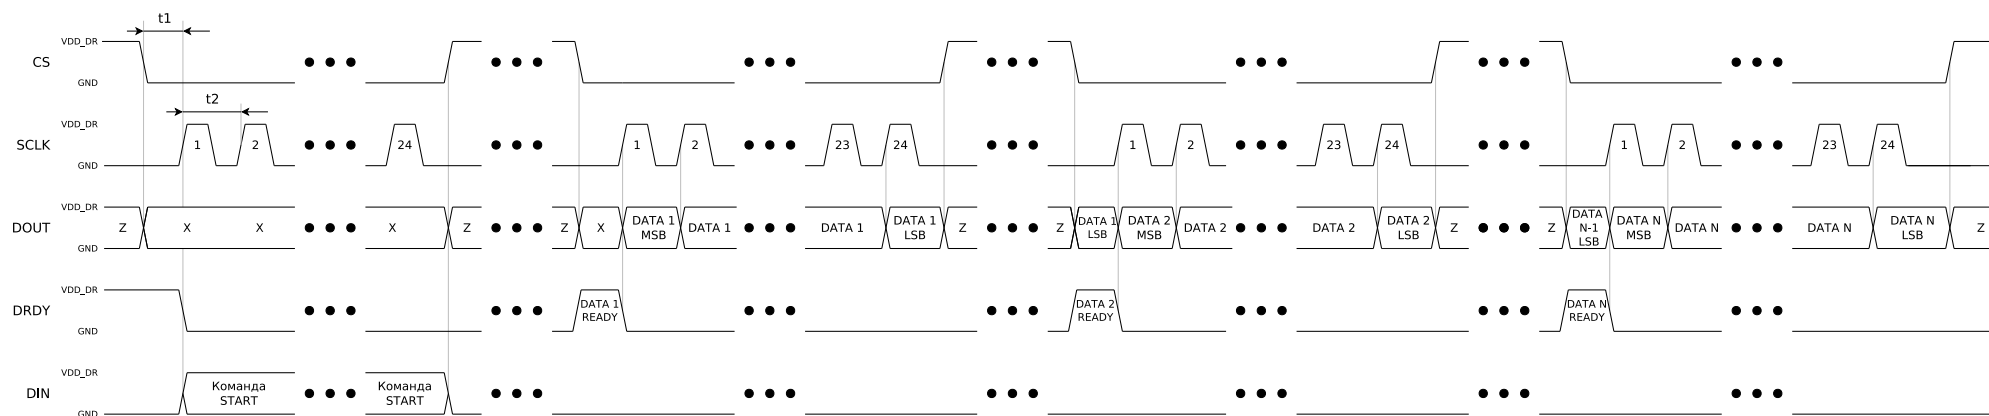 t1
VDD_DR
CS
GND
t2
VDD_DR
SCLK 1 2 24 1 2 23 24 1 2 23 24 1 2 23 24
GND
VDD_DR
DOUT Z X X X Z Z X DATA 1 MSB DATA 1 DATA 1 DATA 1 LSB Z Z DATA 1 LSB DATA 2 MSB DATA 2 DATA 2 DATA 2 LSB Z Z DATA N-1 LSB DATA N MSB DATA N DATA N DATA N LSB Z
GND
VDD_DR
DRDY DATA 1 READY DATA 2 READY DATA N READY
GND
VDD_DR
DIN Команда START Команда START
GND